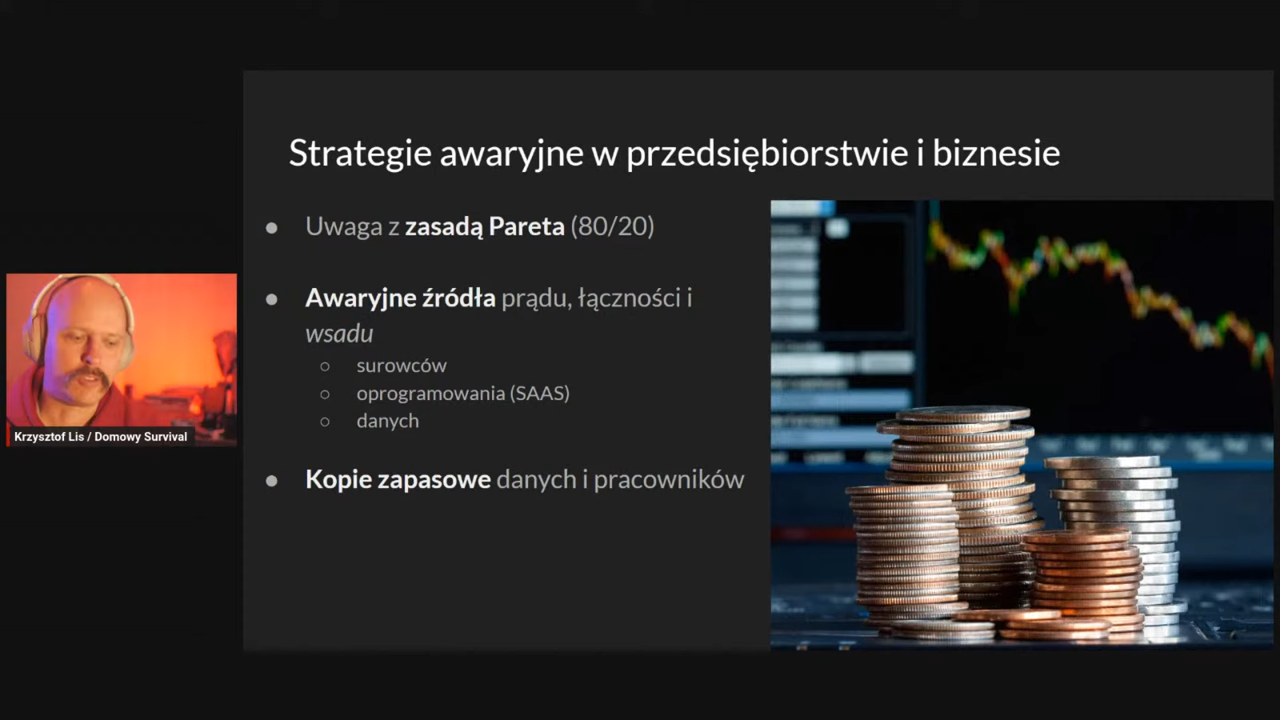 Strategie awaryjne w przedsiębiorstwie i biznesie
● Uwaga z zasadą Pareta (80/20)
● Awaryjne źródła prądu, łączności i
wsadu
○ surowców
○ oprogramowania (SAAS)
○ danych
● Kopie zapasowe danych i pracowników
Krzysztof Lis / Domowy Survival